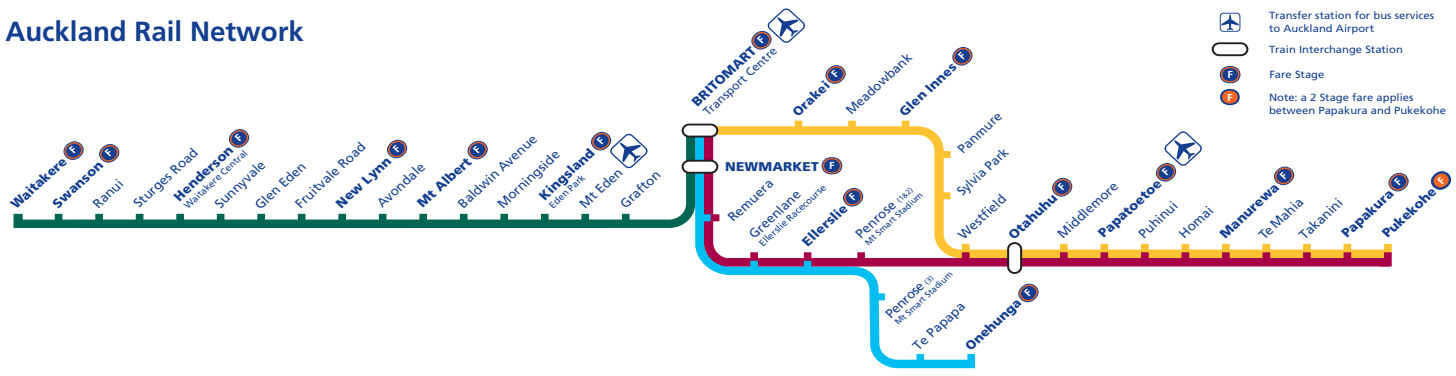 Auckland Rail Network
Waitakere F
Swanson F
Ranui
Sturges Road
Henderson F
Waitakere Central
Sunnyvale
Glen Eden
Fruitvale Road
New Lynn F
Avondale
Mt Albert F
Baldwin Avenue
Morningside
Kingsland F
Eden Park
Mt Eden
Grafton
BRITOMART F
Transport Centre
NEWMARKET F
Orakei F
Meadowbank
Glen Innes F
Panmure
Sylvia Park
Remuera
Greenlane
Ellerslie Racecourse
Ellerslie F
Penrose (1&2)
Mt Smart Stadium
Westfield
Otahuhu F
Middlemore
Papatoetoe F
Puhinui
Homai
Manurewa F
Te Mahia
Takanini
Papakura F
Pukekohe F
Penrose (3)
Mt Smart Stadium
Te Papapa
Onehunga F
Transfer station for bus services
to Auckland Airport
Train Interchange Station
F Fare Stage
F Note: a 2 Stage fare applies
between Papakura and Pukekohe